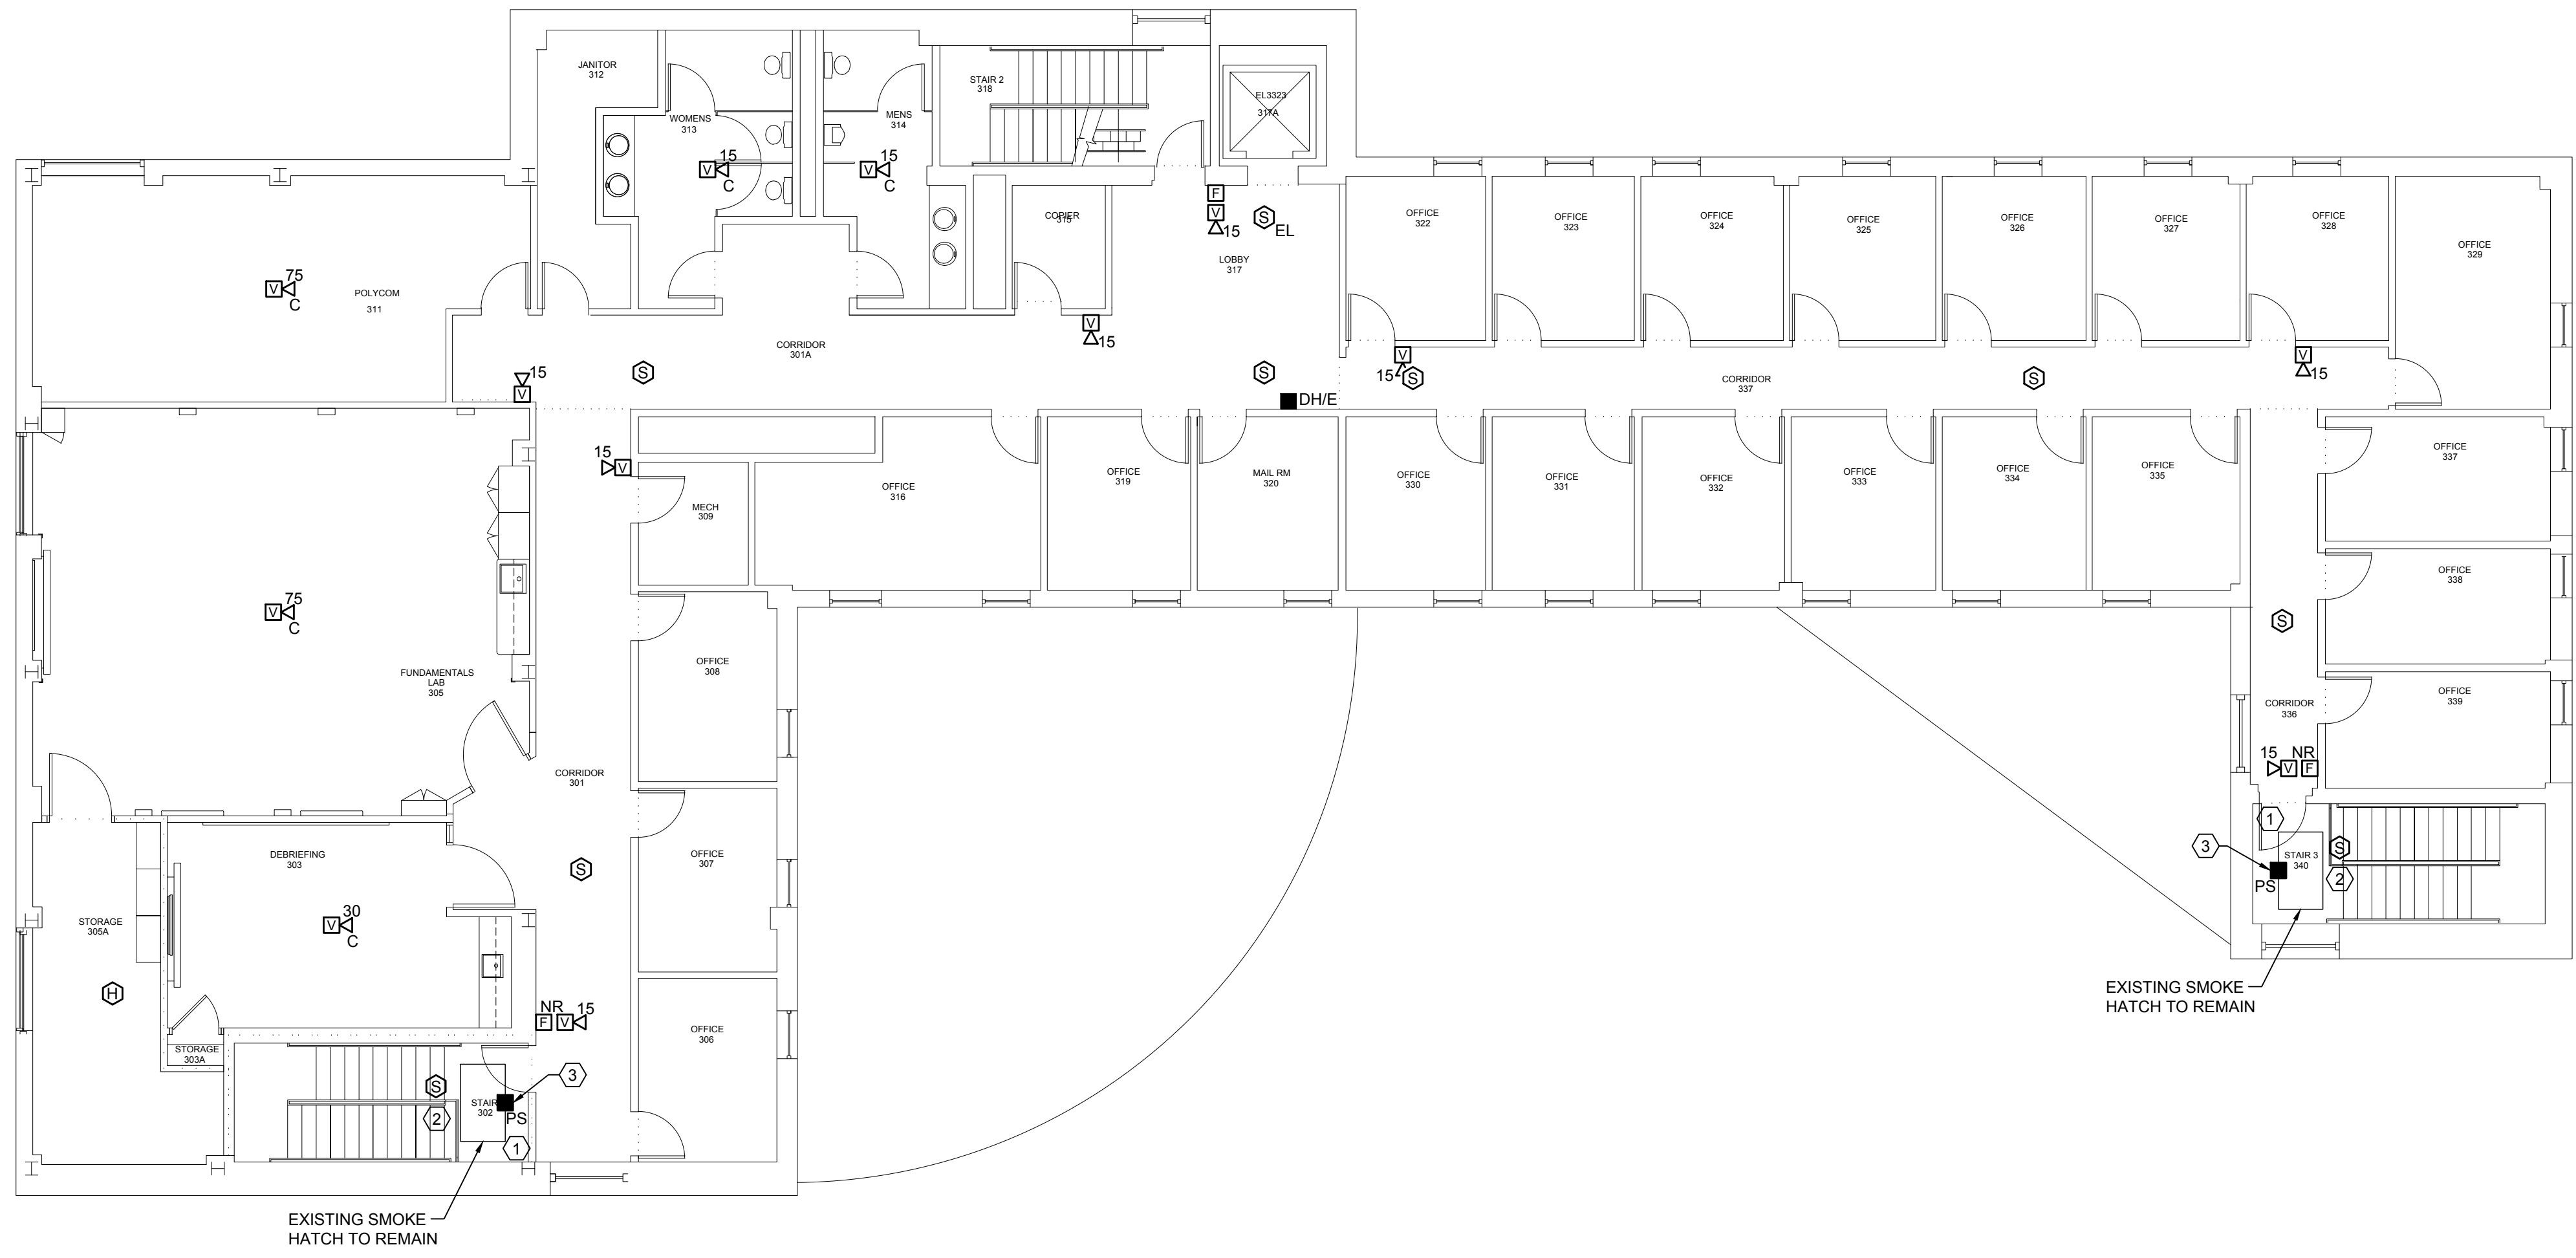 JANITOR
312
WOMENS
313
MENS
314
STAIR 2
318
EL3323
317A
15
V
C
15
V
C
F
V
15
S
EL
COPIER
315
LOBBY
317
OFFICE
322
OFFICE
323
OFFICE
324
OFFICE
325
OFFICE
326
OFFICE
327
OFFICE
328
OFFICE
329
75
V
C
POLYCOM
311
V
15
CORRIDOR
301A
15
V
S
S
DH/E
V
15
S
CORRIDOR
337
S
V
15
15
V
MECH
309
OFFICE
316
OFFICE
319
MAIL RM
320
OFFICE
330
OFFICE
331
OFFICE
332
OFFICE
333
OFFICE
334
OFFICE
335
OFFICE
337
OFFICE
338
75
V
C
FUNDAMENTALS
LAB
305
OFFICE
308
S
OFFICE
339
CORRIDOR
336
15
V
NR
F
CORRIDOR
301
OFFICE
307
S
DEBRIEFING
303
30
V
C
STORAGE
305A
H
1
3
STAIR 3
340
S
2
PS
EXISTING SMOKE
HATCH TO REMAIN
NR
F
V
15
OFFICE
306
STORAGE
303A
S
2
STAIR
302
3
PS
1
EXISTING SMOKE
HATCH TO REMAIN